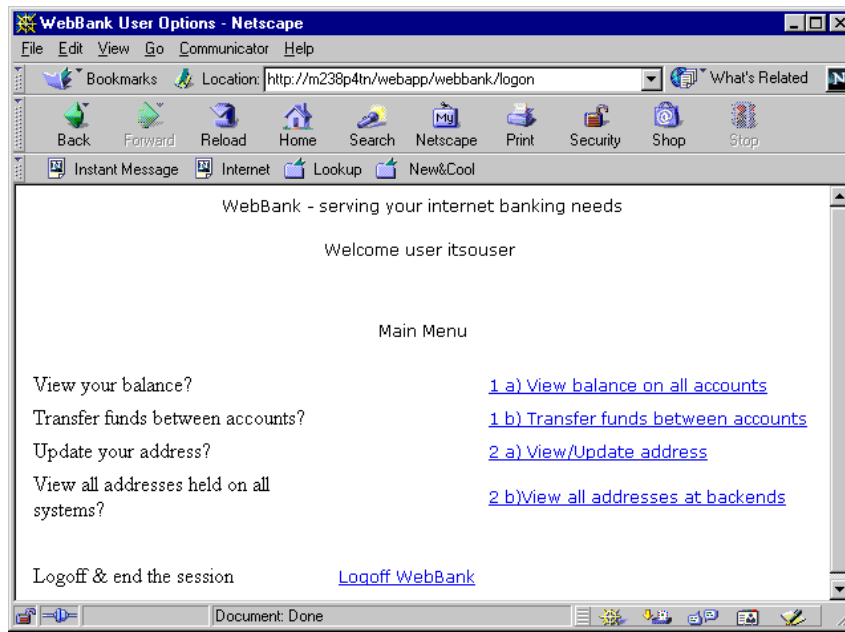 WebBank User Options - Netscape
File Edit View Go Communicator Help
Bookmarks Location: http://m238p4tn/webapp/webbank/logon What's Related N
Back Forward Reload Home Search Netscape Print Security Shop Stop
Instant Message Internet Lookup New&Cool
WebBank - serving your internet banking needs
Welcome user itsouser
Main Menu
View your balance? 1 a) View balance on all accounts
Transfer funds between accounts? 1 b) Transfer funds between accounts
Update your address? 2 a) View/Update address
View all addresses held on all
systems? 2 b)View all addresses at backends
Logoff & end the session Logoff WebBank
Document: Done